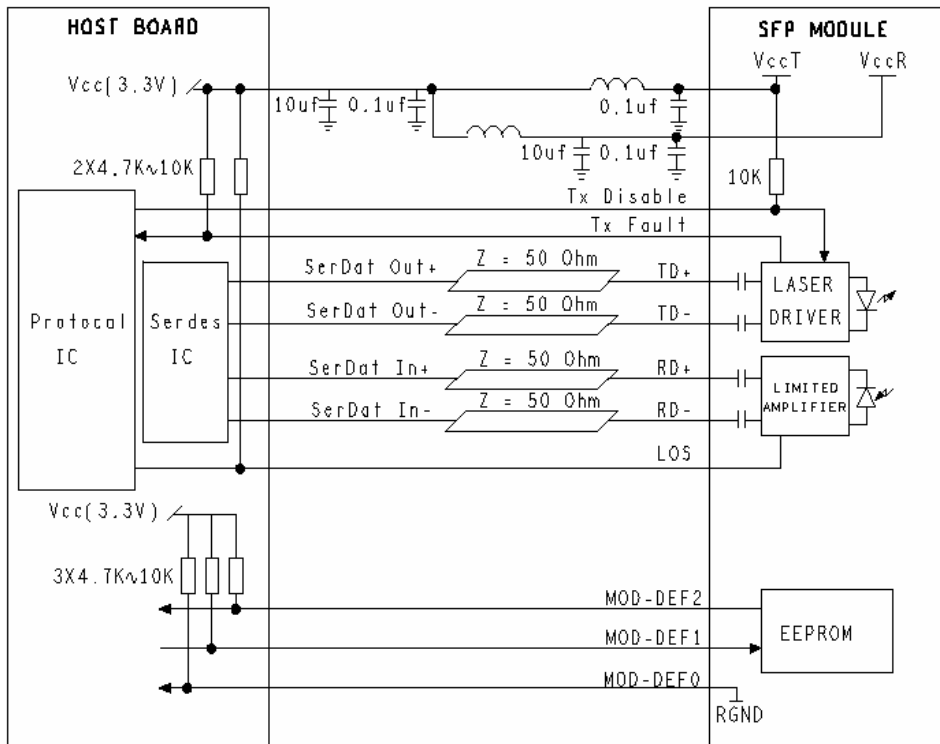 HOST BOARD
SFP MODULE
VccT
VccR
Vcc(3.3V)
10uf
0.1uf
0.1uf
10uf
0.1uf
2X4.7K~10K
10K
Tx Disable
Tx Fault
SerDat Out+
Z = 50 Ohm
TD+
SerDat Out-
Z = 50 Ohm
TD-
LASER
DRIVER
Protocal
IC
Serdes
IC
SerDat In+
Z = 50 Ohm
RD+
SerDat In-
Z = 50 Ohm
RD-
LIMITED
AMPLIFIER
LOS
Vcc(3.3V)
3X4.7K~10K
MOD-DEF2
MOD-DEF1
MOD-DEF0
EEPROM
RGND